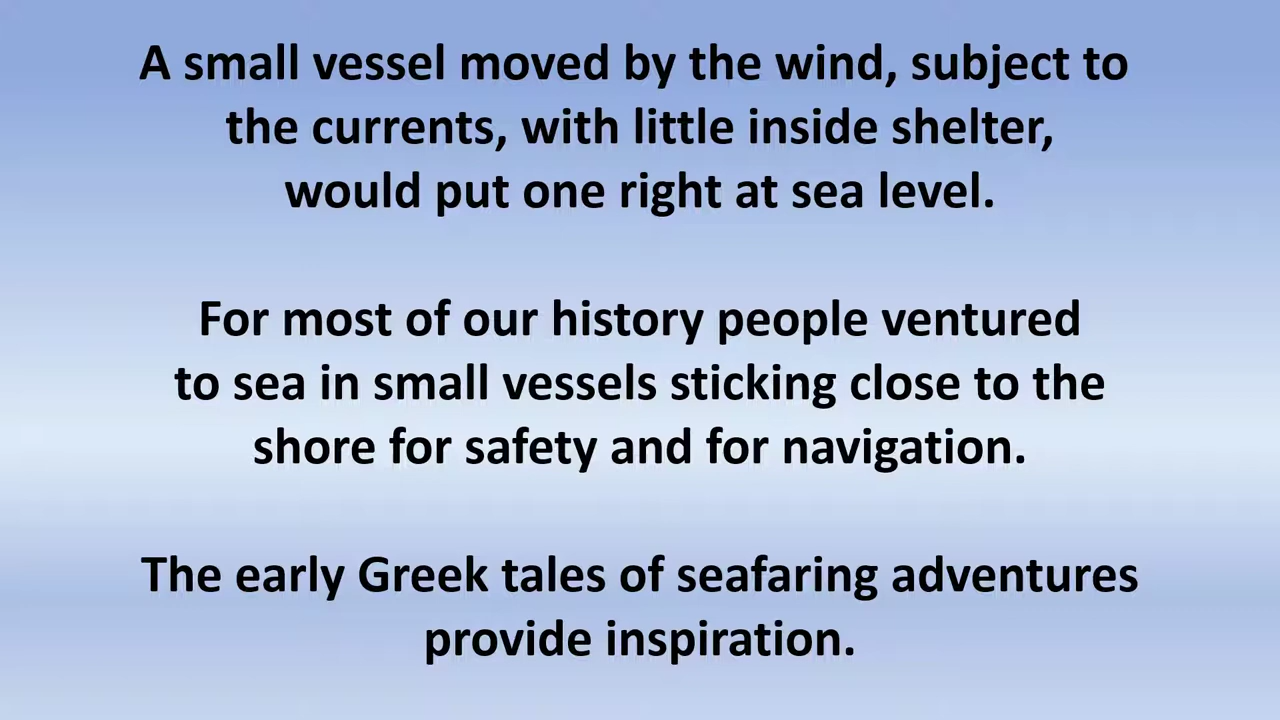 A small vessel moved by the wind, subject to
the currents, with little inside shelter,
would put one right at sea level.
For most of our history people ventured
to sea in small vessels sticking close to the
shore for safety and for navigation.
The early Greek tales of seafaring adventures
provide inspiration.